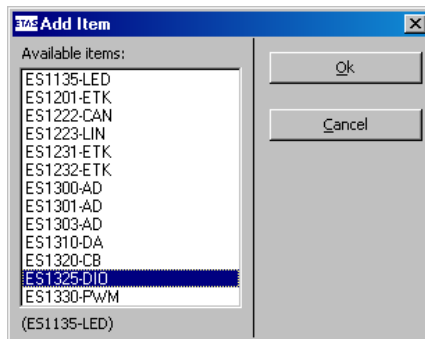 ETAS Add Item
Available items:
ES1135-LED
ES1201-ETK
ES1222-CAN
ES1223-LIN
ES1231-ETK
ES1232-ETK
ES1300-AD
ES1301-AD
ES1303-AD
ES1310-DA
ES1320-CB
ES1325-DIO
ES1330-PWM
(ES1135-LED)
Ok
Cancel